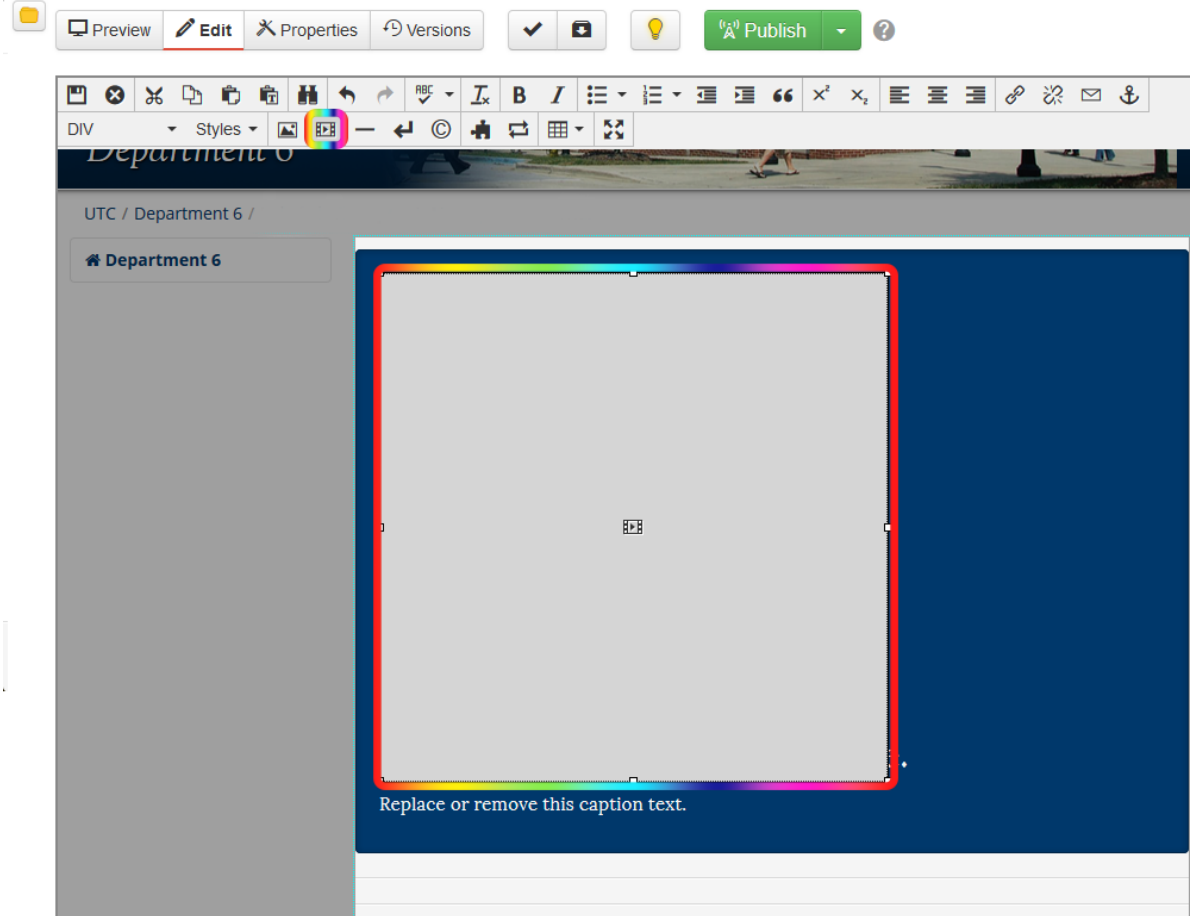 Preview Edit Properties Versions Publish
ABC
DIV Styles
Department 6
UTC / Department 6 /
Department 6
Replace or remove this caption text.